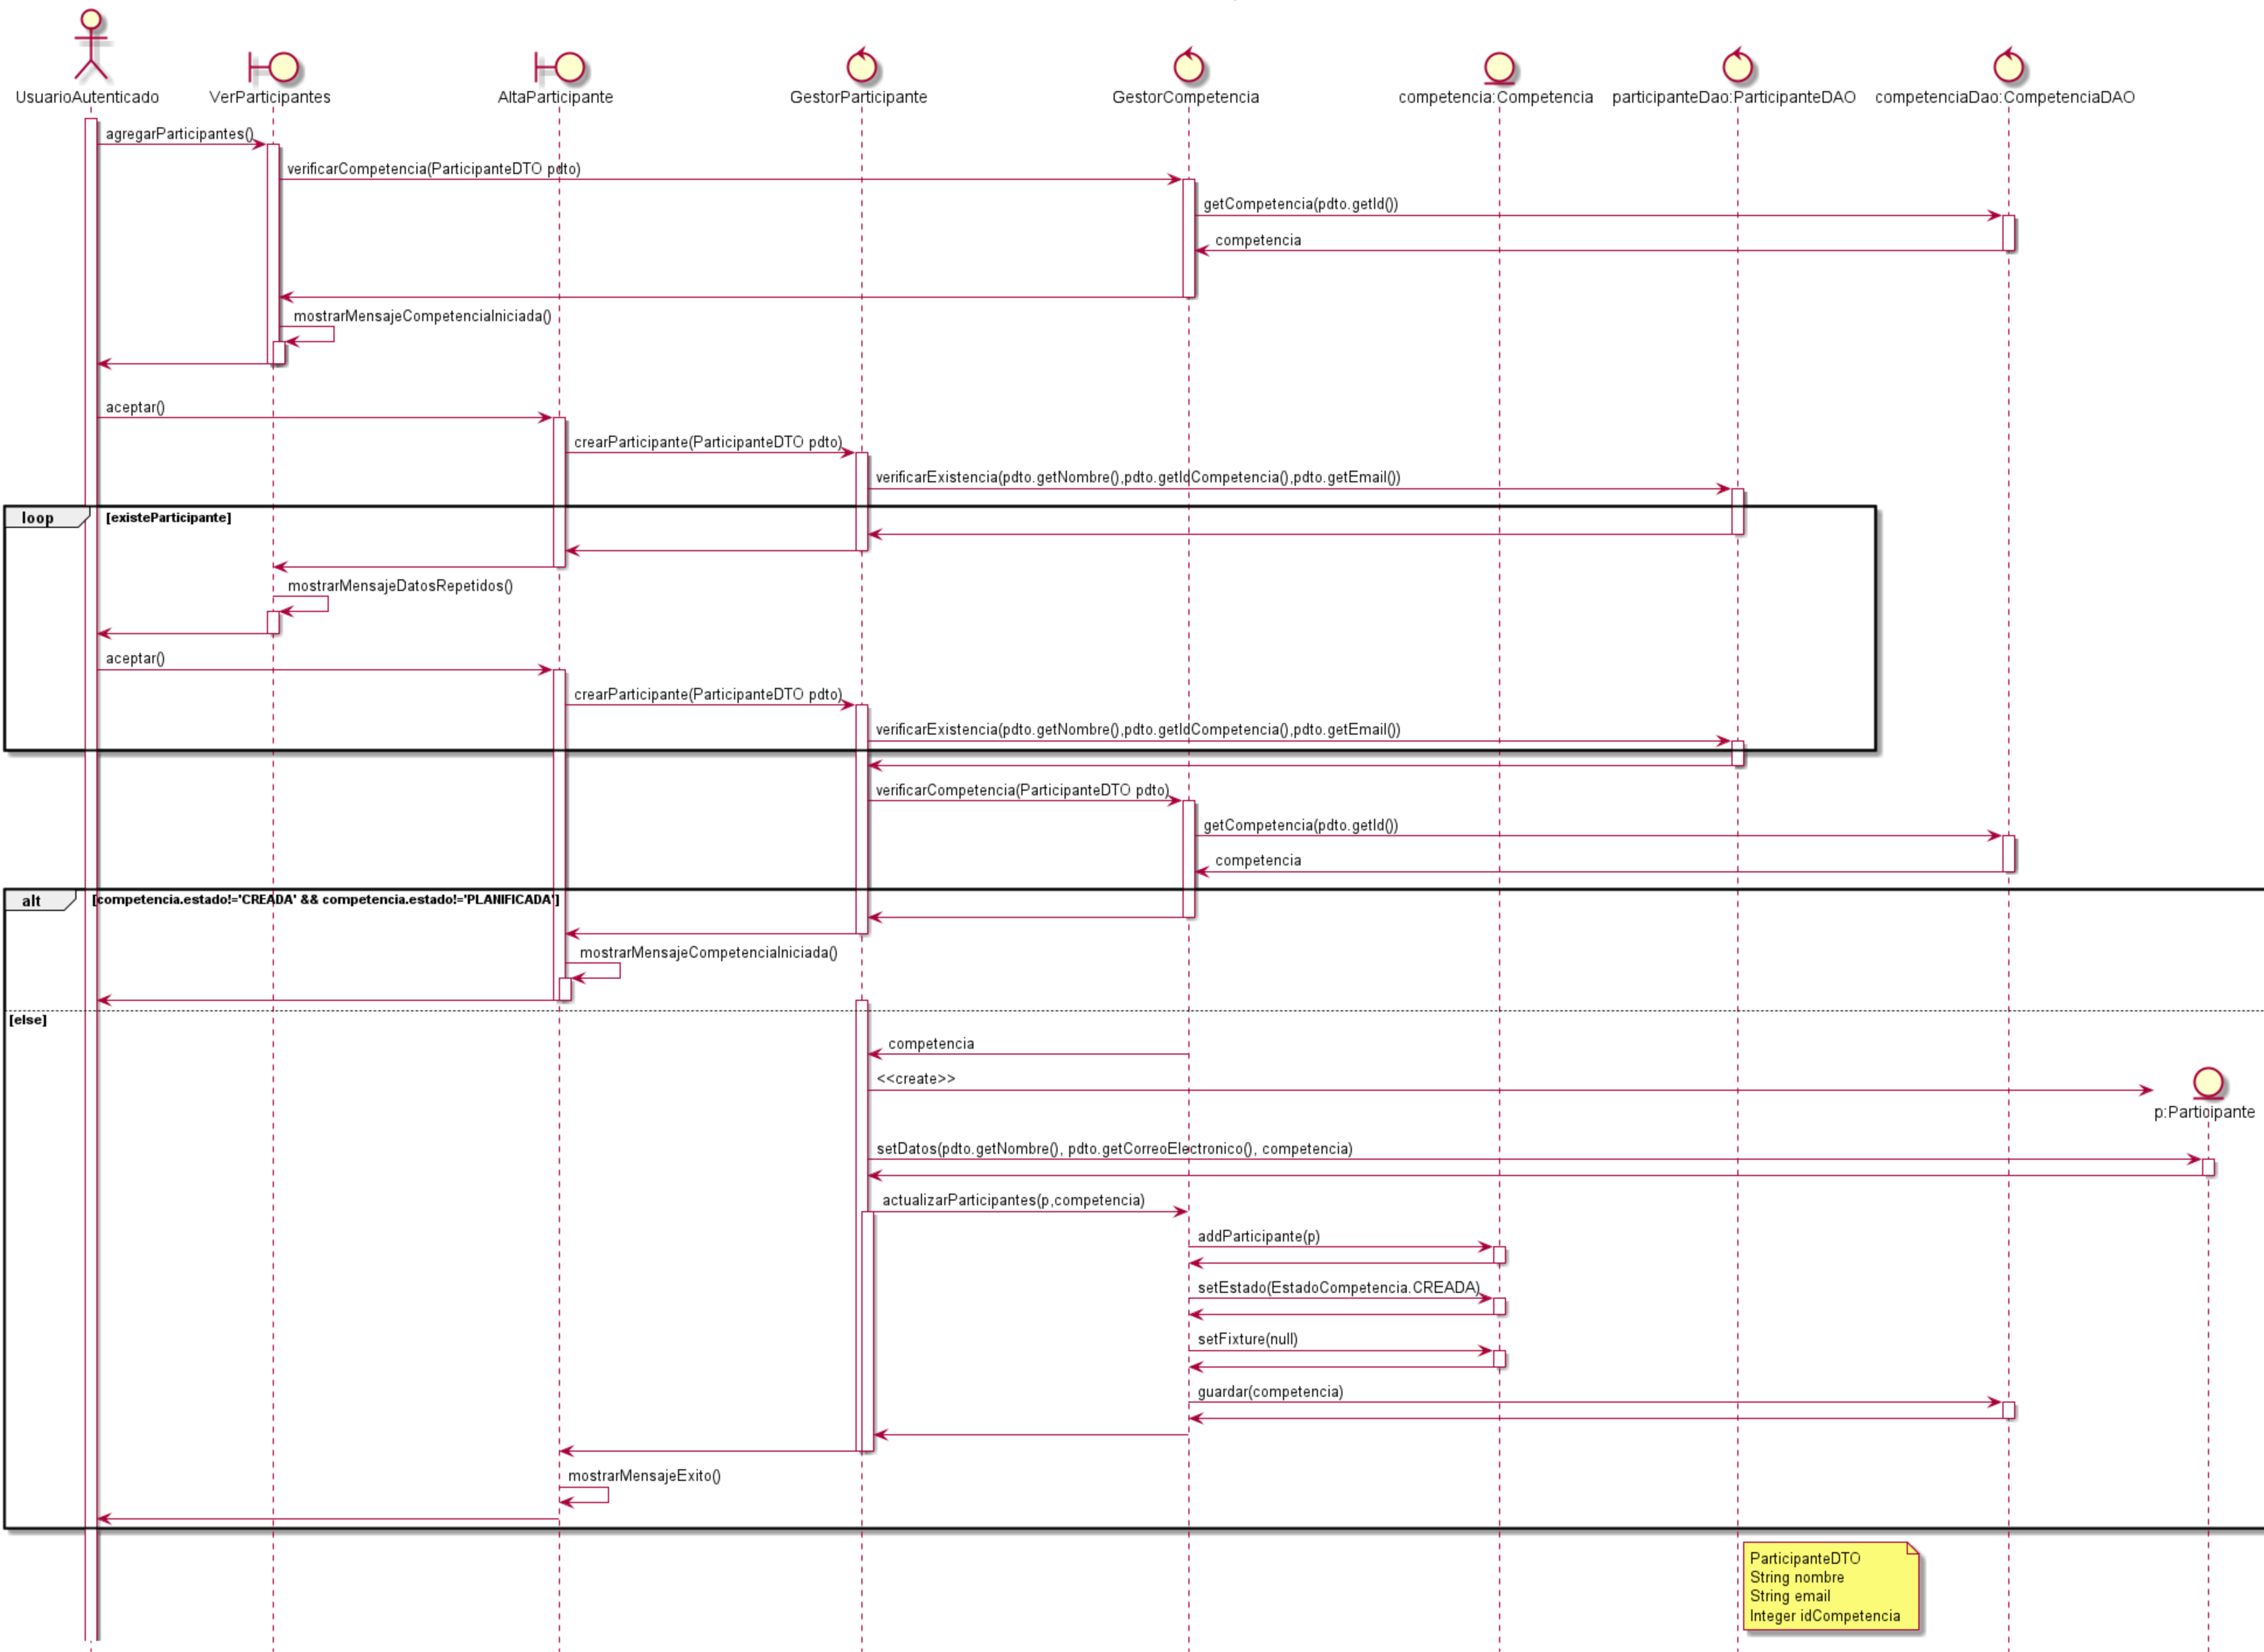 UsuarioAutenticado
VerParticipantes
AltaParticipante
GestorParticipante
GestorCompetencia
competencia:Competencia
participanteDao:ParticipanteDAO
competenciaDao:CompetenciaDAO
agregarParticipantes()
verificarCompetencia(ParticipanteDTO pdto)
getCompetencia(pdto.getId())
competencia
mostrarMensajeCompetenciaIniciada()
aceptar()
crearParticipante(ParticipanteDTO pdto)
verificarExistencia(pdto.getNombre(),pdto.getIdCompetencia(),pdto.getEmail())
loop
[existeParticipante]
mostrarMensajeDatosRepetidos()
aceptar()
crearParticipante(ParticipanteDTO pdto)
verificarExistencia(pdto.getNombre(),pdto.getIdCompetencia(),pdto.getEmail())
verificarCompetencia(ParticipanteDTO pdto)
getCompetencia(pdto.getId())
competencia
alt
[competencia.estado!='CREADA' && competencia.estado!='PLANIFICADA']
mostrarMensajeCompetenciaIniciada()
[else]
competencia
<<create>>
p:Participante
setDatos(pdto.getNombre(), pdto.getCorreoElectronico(), competencia)
actualizarParticipantes(p,competencia)
addParticipante(p)
setEstado(EstadoCompetencia.CREADA)
setFixture(null)
guardar(competencia)
mostrarMensajeExito()
ParticipanteDTO
String nombre
String email
Integer idCompetencia